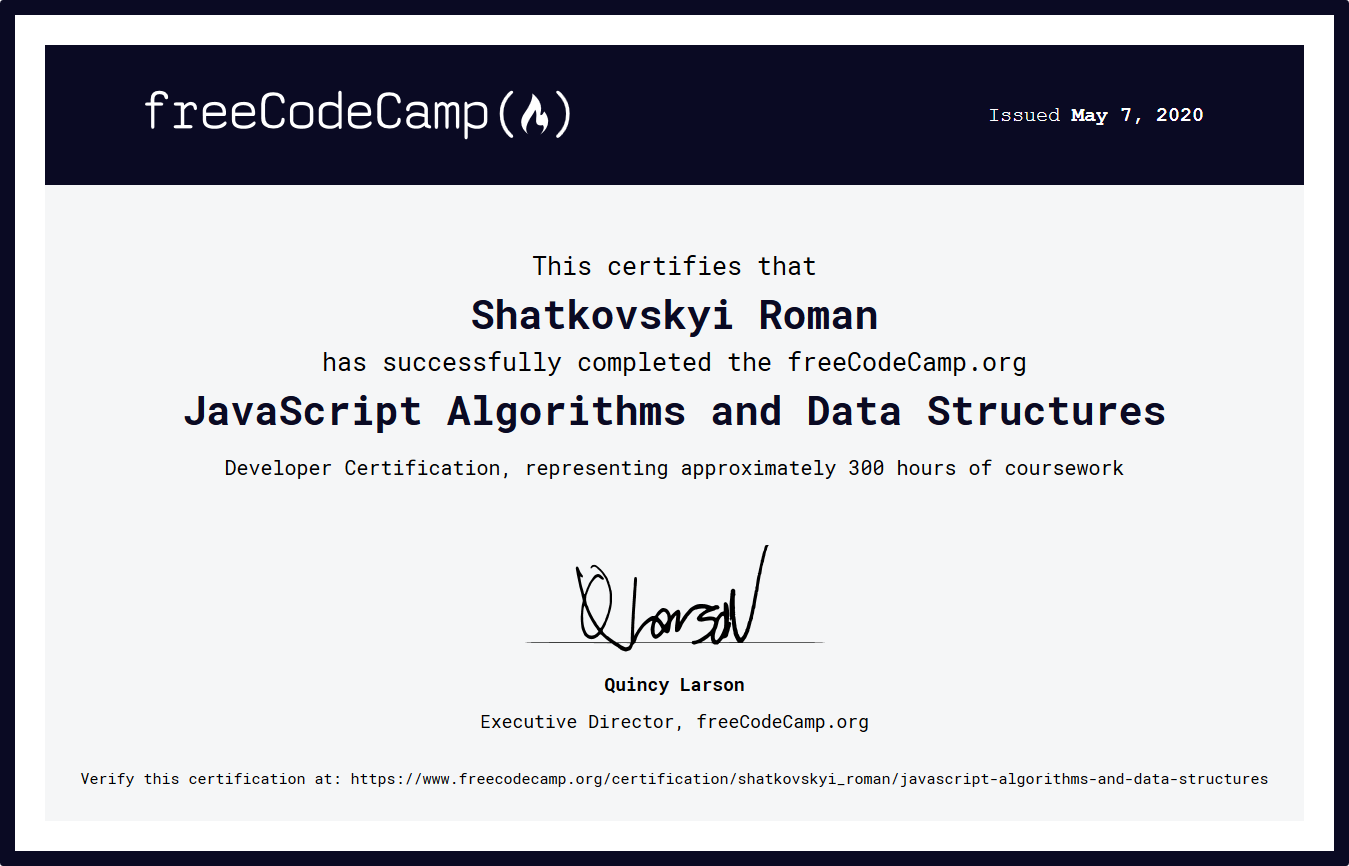 freeCodeCamp(🔥)
Issued May 7, 2020
This certifies that
Shatkovskyi Roman
has successfully completed the freeCodeCamp.org
JavaScript Algorithms and Data Structures
Developer Certification, representing approximately 300 hours of coursework
Q Larson
Quincy Larson
Executive Director, freeCodeCamp.org
Verify this certification at: https://www.freecodecamp.org/certification/shatkovskyi_roman/javascript-algorithms-and-data-structures